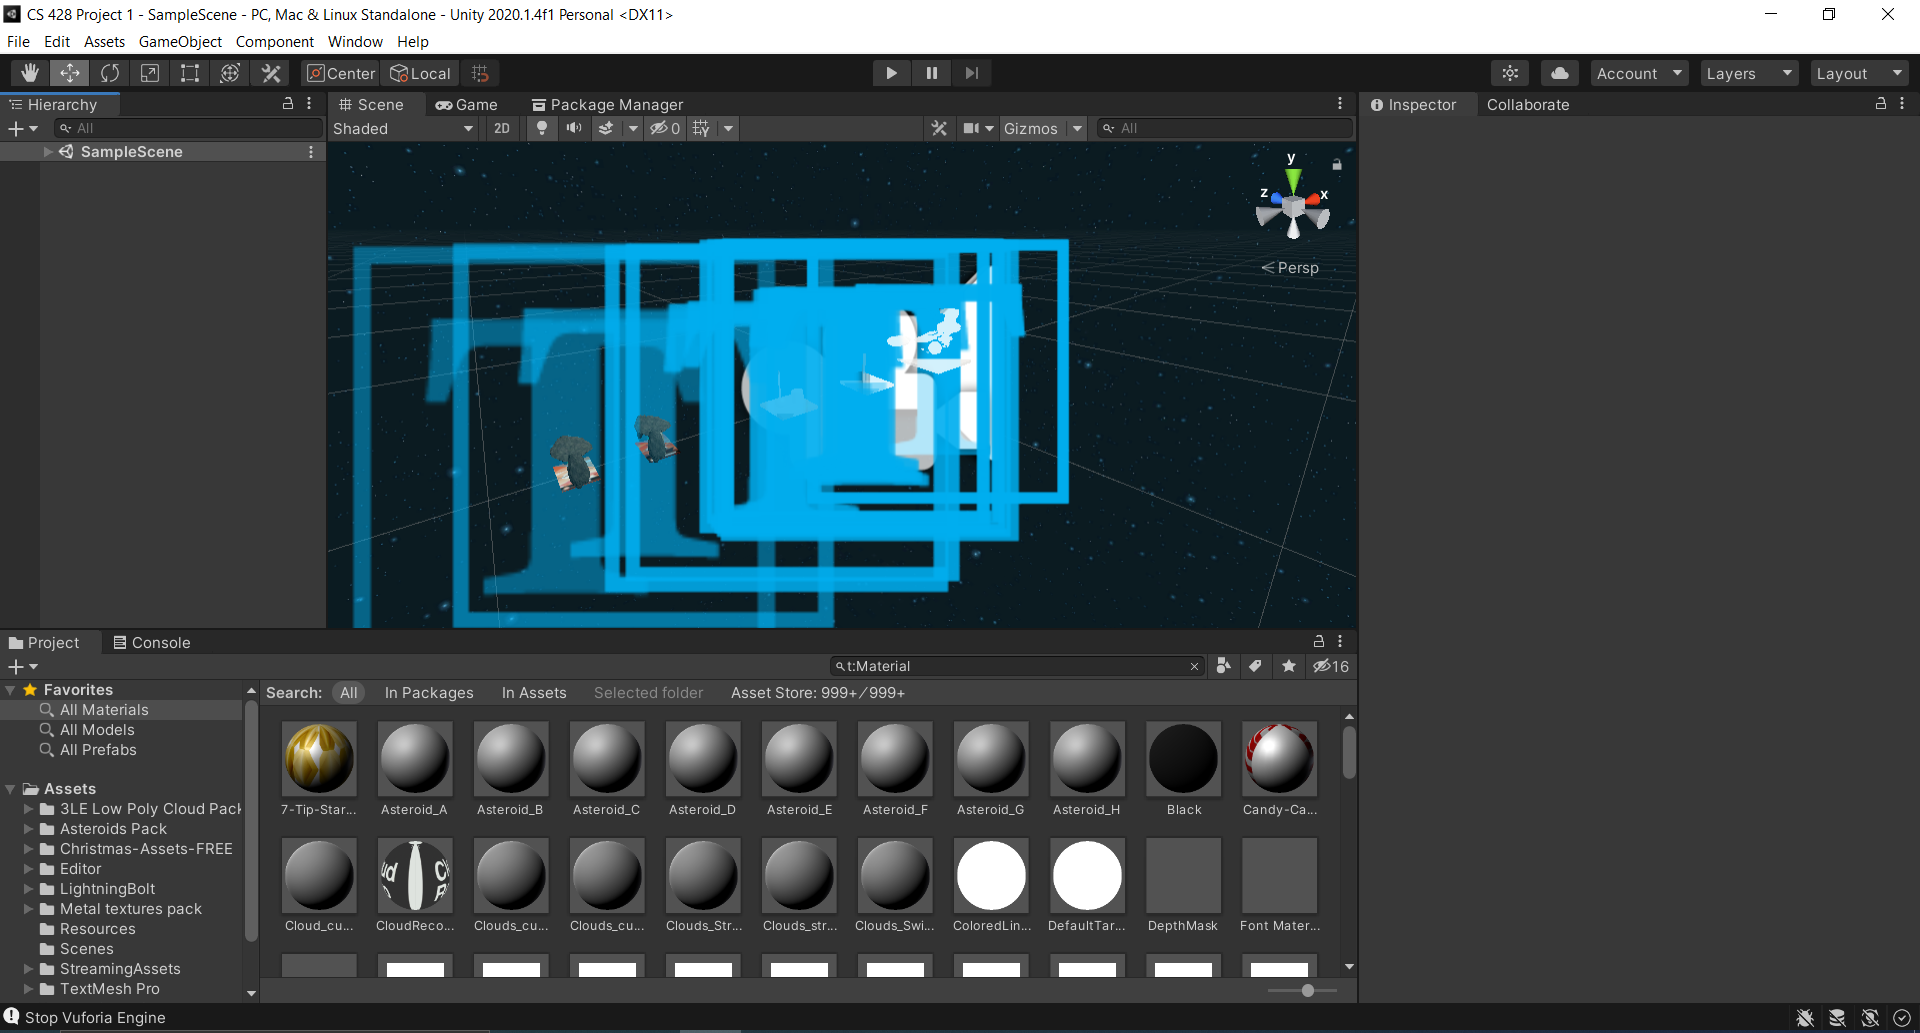 CS 428 Project 1 - SampleScene - PC, Mac & Linux Standalone - Unity 2020.1.4f1 Personal <DX11>
File Edit Assets GameObject Component Window Help
Center Local Account Layers Layout
Hierarchy
All
SampleScene
Scene Game Package Manager
Shaded 2D 0 Gizmos All
y
z x
Persp
Inspector Collaborate
Project Console
t:Material 16
Favorites
All Materials
All Models
All Prefabs
Assets
3LE Low Poly Cloud Pack
Asteroids Pack
Christmas-Assets-FREE
Editor
LightningBolt
Metal textures pack
Resources
Scenes
StreamingAssets
TextMesh Pro
Search: All In Packages In Assets Selected folder Asset Store: 999+/999+
7-Tip-Star... Asteroid_A Asteroid_B Asteroid_C Asteroid_D Asteroid_E Asteroid_F Asteroid_G Asteroid_H Black Candy-Ca...
Cloud_cu... CloudReco... Clouds_cu... Clouds_cu... Clouds_Str... Clouds_str... Clouds_Swi... ColoredLin... DefaultTar... DepthMask Font Mater...
Stop Vuforia Engine